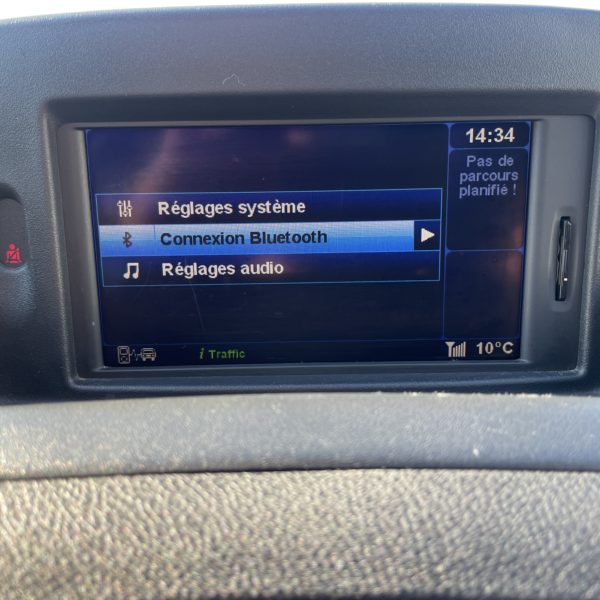 14:34
Pas de
parcours
planifié !
Réglages système
Connexion Bluetooth
Réglages audio
i Traffic
10°C